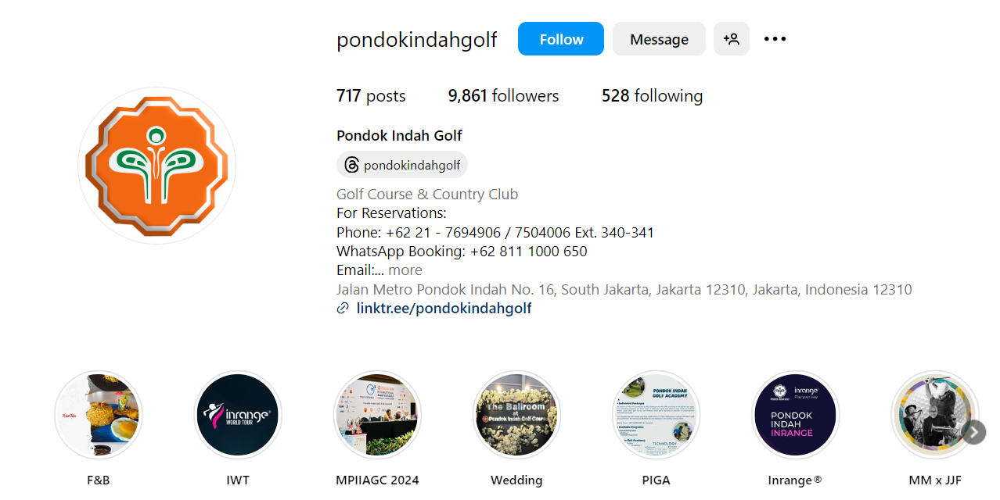 pondokindahgolf Follow Message
717 posts 9,861 followers 528 following
Pondok Indah Golf
pondokindahgolf
Golf Course & Country Club
For Reservations:
Phone: +62 21 - 7694906 / 7504006 Ext. 340-341
WhatsApp Booking: +62 811 1000 650
Email:... more
Jalan Metro Pondok Indah No. 16, South Jakarta, Jakarta 12310, Jakarta, Indonesia 12310
linktr.ee/pondokindahgolf
inrange®
WORLD TOUR
The Ballroom
at
Pondok Indah Golf Course
PONDOK INDAH
GOLF ACADEMY
TECHNOLOGY
inrange
Play your way
PONDOK
INDAH
INRANGE
F&B IWT MPIIAGC 2024 Wedding PIGA Inrange® MM x JJF